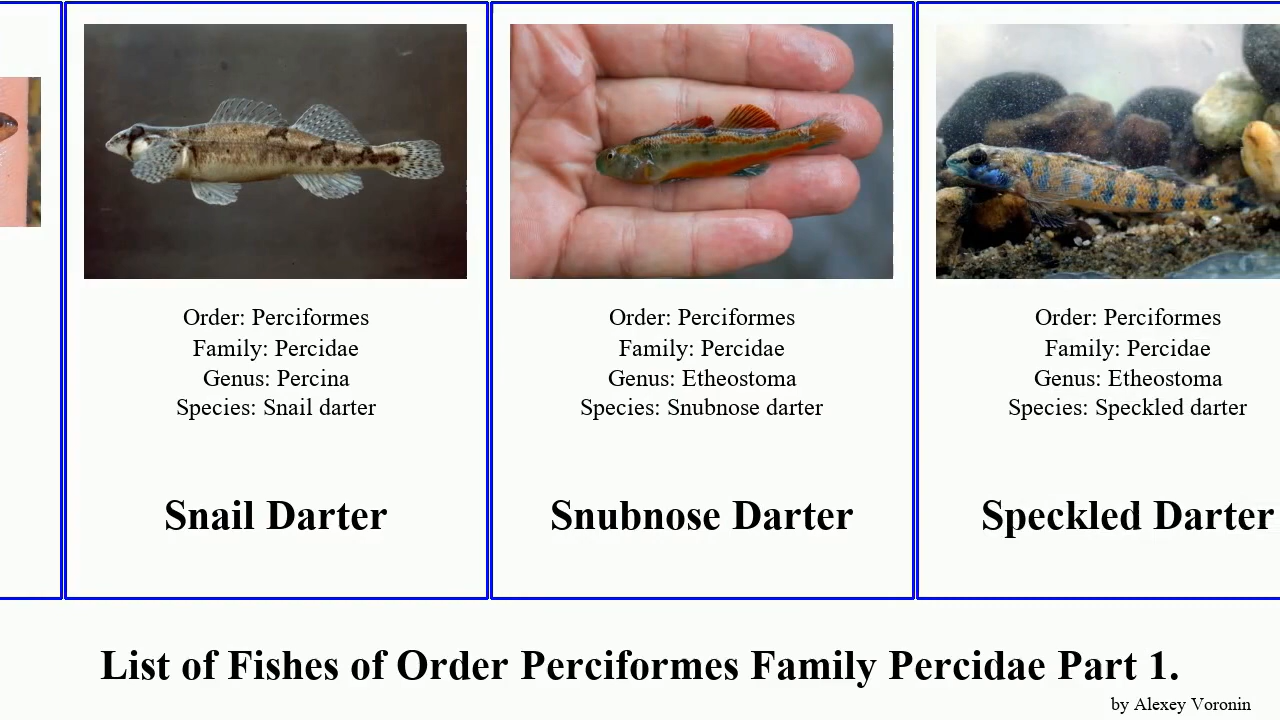 Order: Perciformes
Family: Percidae
Genus: Percina
Species: Snail darter
Snail Darter
Order: Perciformes
Family: Percidae
Genus: Etheostoma
Species: Snubnose darter
Snubnose Darter
Order: Perciformes
Family: Percidae
Genus: Etheostoma
Species: Speckled darter
Speckled Darter
List of Fishes of Order Perciformes Family Percidae Part 1.
by Alexey Voronin